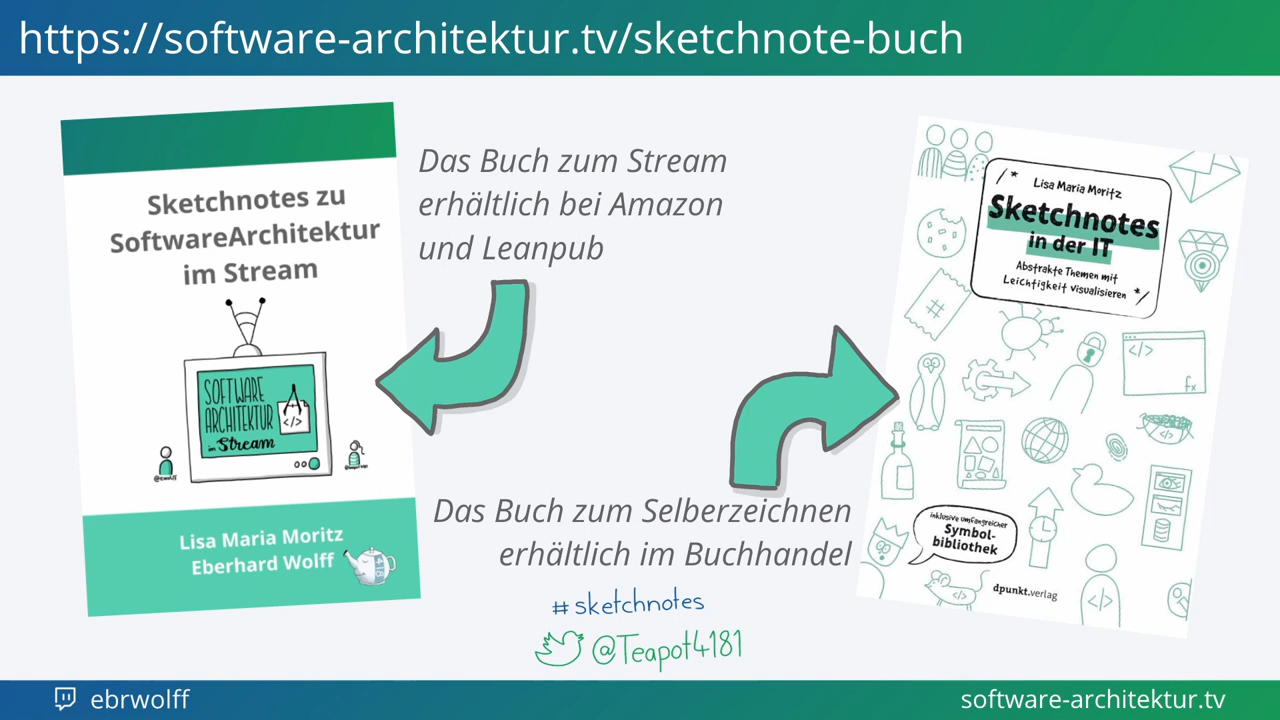 https://software-architektur.tv/sketchnote-buch
Sketchnotes zu
SoftwareArchitektur
im Stream
SOFTWARE
ARCHITEKTUR
im Stream
</>
@ewolff
Lisa Maria Moritz
Eberhard Wolff
Das Buch zum Stream
erhältlich bei Amazon
und Leanpub
Das Buch zum Selberzeichnen
erhältlich im Buchhandel
#sketchnotes
@Teapot4181
/*
Lisa Maria Moritz
Sketchnotes
in der IT
Abstrakte Themen mit
Leichtigkeit visualisieren
*/
#
</>
fx
</>
inklusive umfangreicher
Symbol-
bibliothek
</>
dpunkt.verlag
ebrwolff
software-architektur.tv